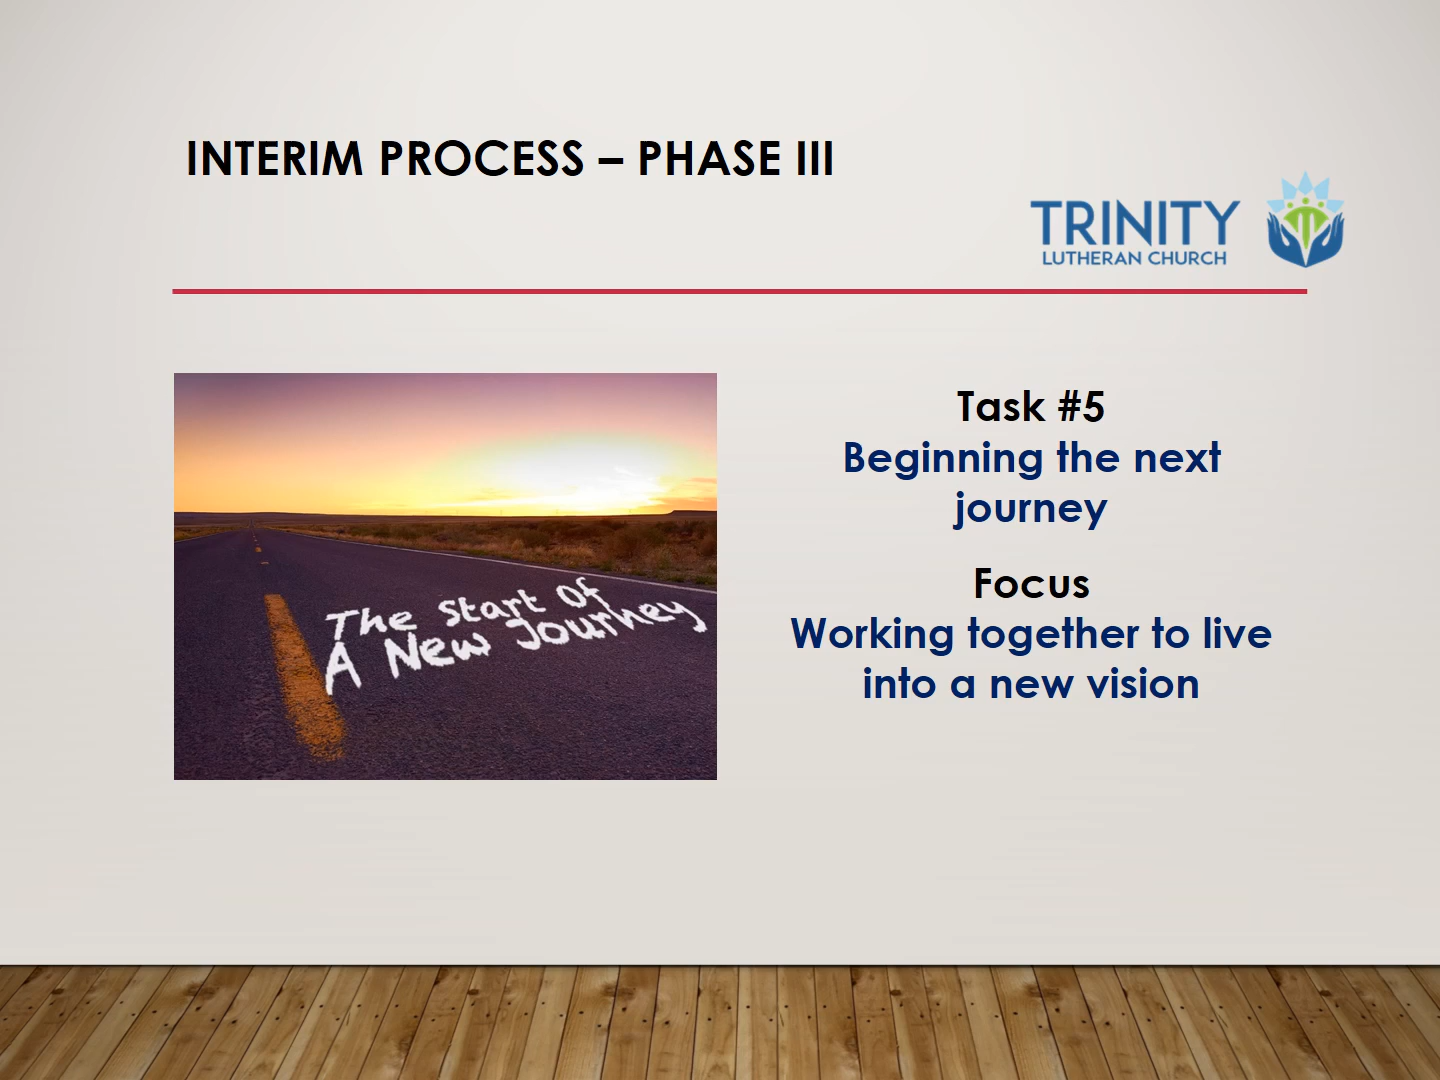 INTERIM PROCESS – PHASE III
TRINITY
LUTHERAN CHURCH
The Start Of
A New Journey
Task #5
Beginning the next
journey
Focus
Working together to live
into a new vision